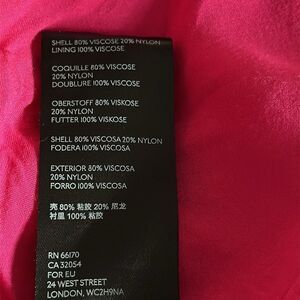 SHELL 80% VISCOSE 20% NYLON
LINING 100% VISCOSE
COQUILLE 80% VISCOSE
20% NYLON
DOUBLURE 100% VISCOSE
OBERSTOFF 80% VISKOSE
20% NYLON
FUTTER 100% VISKOSE
SHELL 80% VISCOSA 20% NYLON
FODERA 100% VISCOSA
EXTERIOR 80% VISCOSA
20% NYLON
FORRO 100% VISCOSA
壳 80% 粘胶 20% 尼龙
衬里 100% 粘胶
RN 66170
CA 32054
FOR EU
24 WEST STREET
LONDON, WC2H9NA